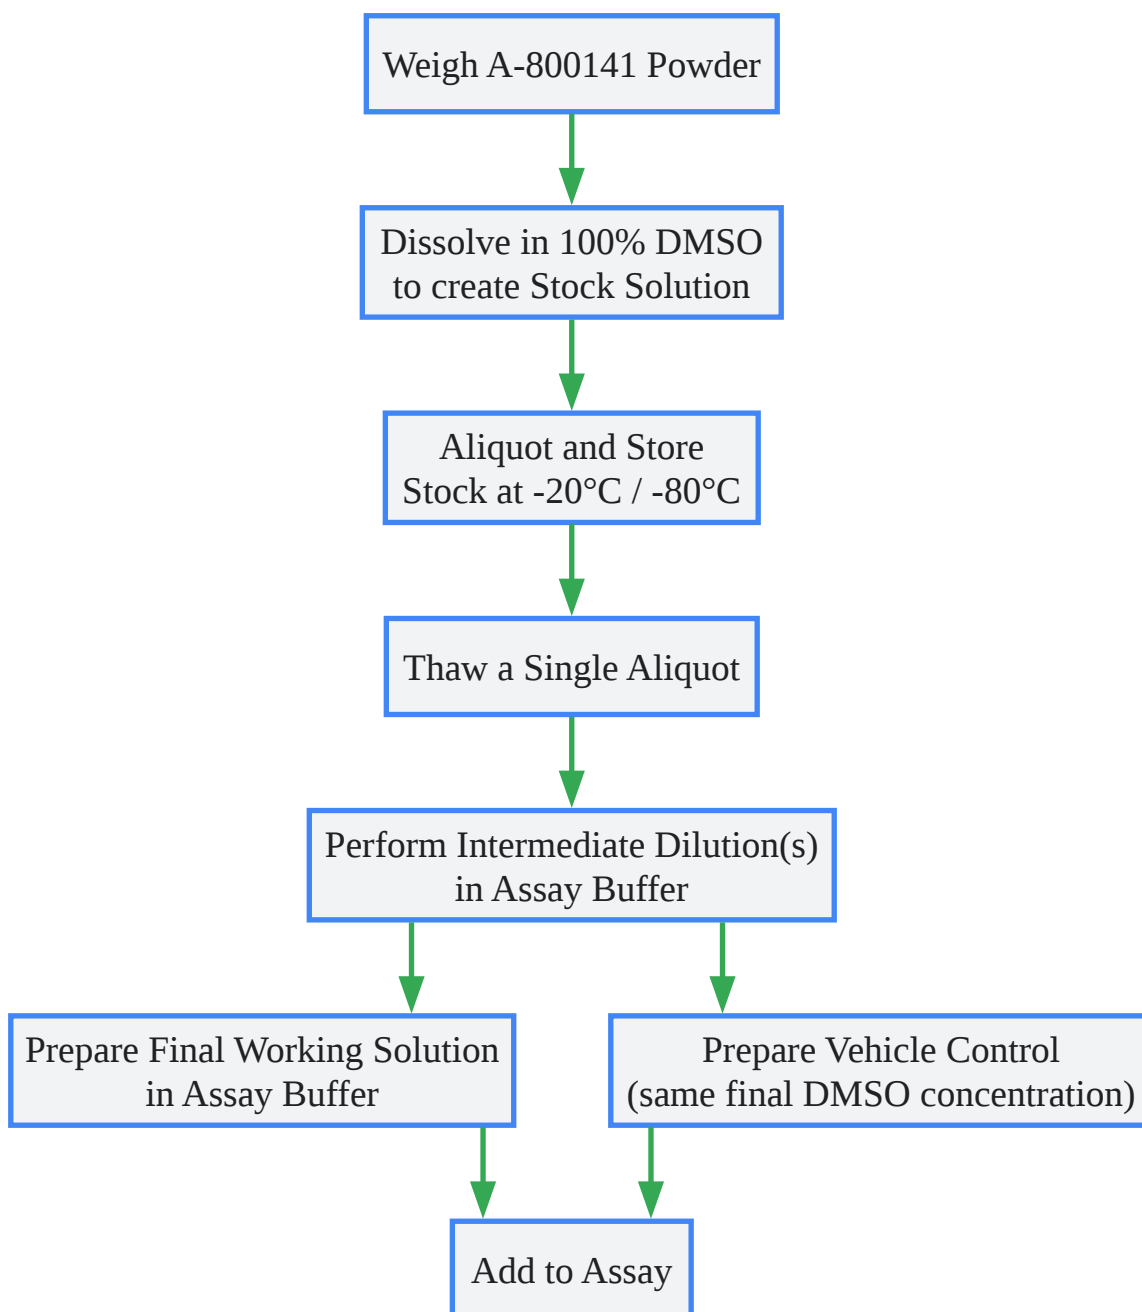 Weigh A-800141 Powder
Dissolve in 100% DMSO
to create Stock Solution
Aliquot and Store
Stock at -20°C / -80°C
Thaw a Single Aliquot
Perform Intermediate Dilution(s)
in Assay Buffer
Prepare Final Working Solution
in Assay Buffer
Prepare Vehicle Control
(same final DMSO concentration)
Add to Assay